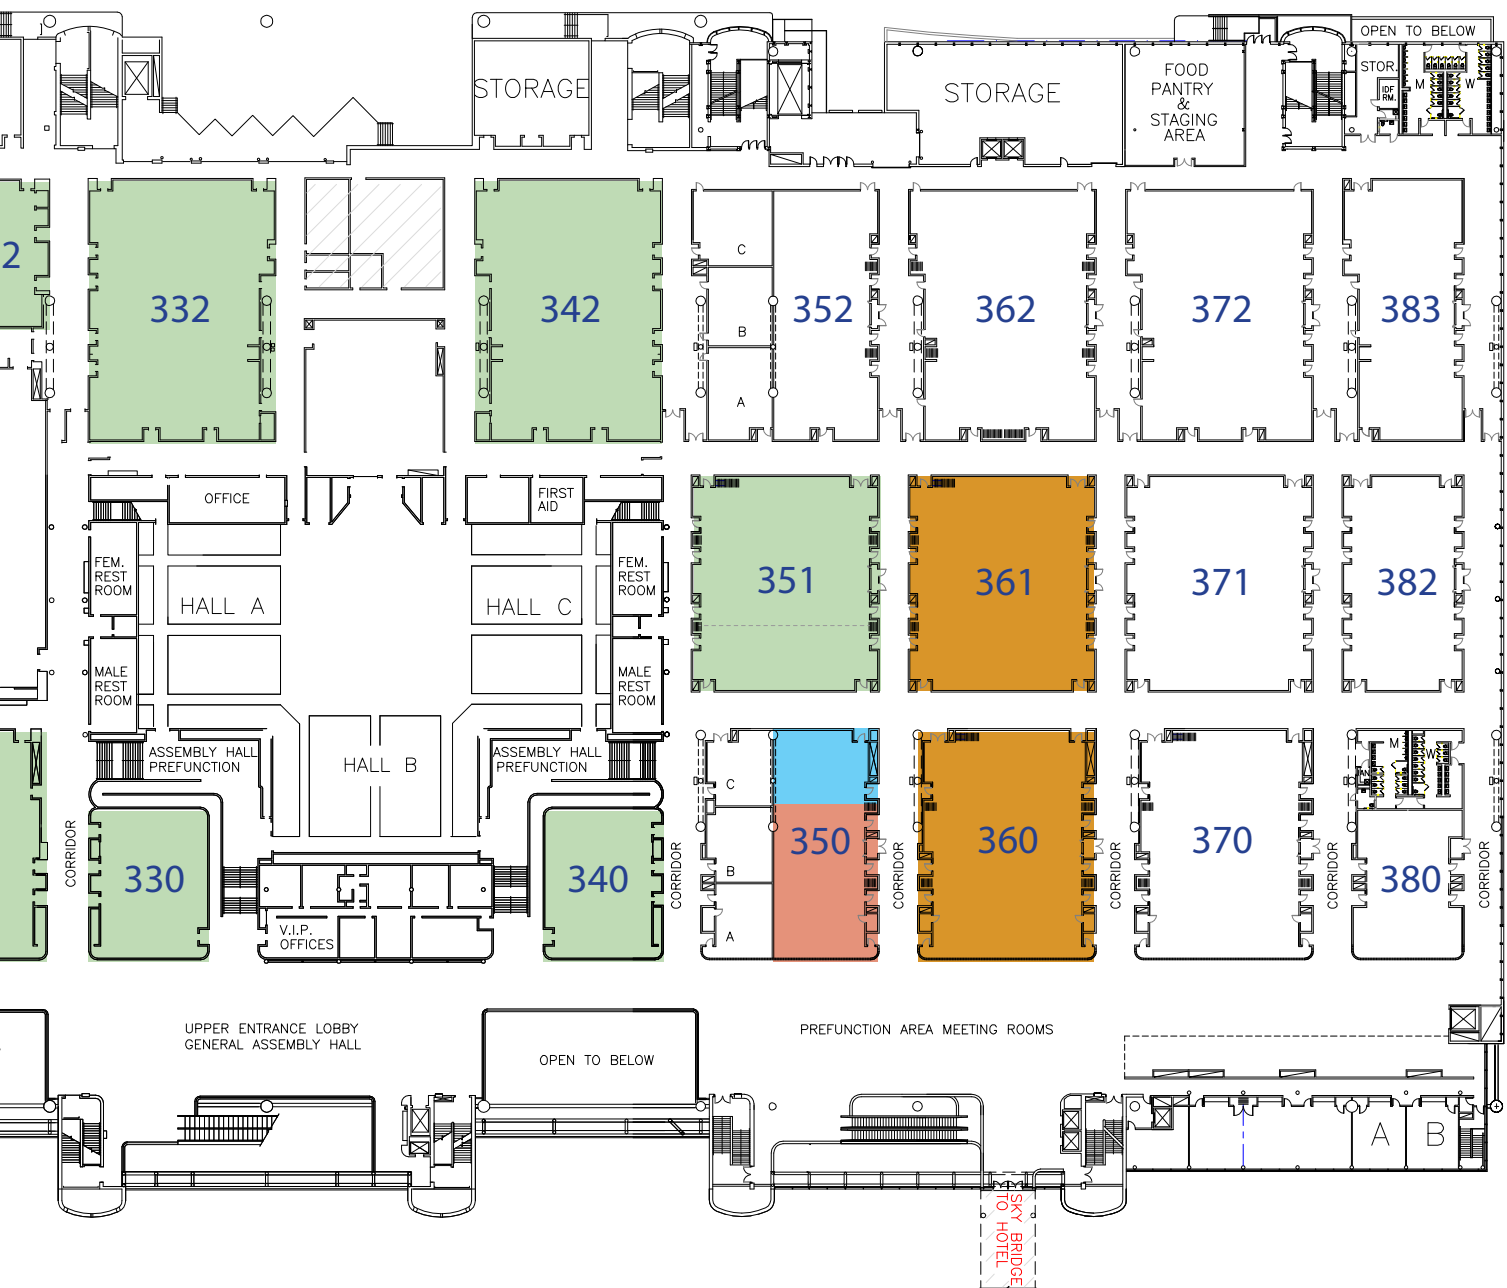 OPEN TO BELOW
STORAGE
STORAGE
FOOD
PANTRY
&
STAGING
AREA
STOR.
IDF
RM.
M
W
2
332
342
C
B
A
352
362
372
383
OFFICE
FIRST
AID
FEM.
REST
ROOM
HALL A
HALL C
FEM.
REST
ROOM
351
361
371
382
MALE
REST
ROOM
MALE
REST
ROOM
ASSEMBLY HALL
PREFUNCTION
HALL B
ASSEMBLY HALL
PREFUNCTION
C
B
A
350
360
370
M
W
380
CORRIDOR
330
340
CORRIDOR
CORRIDOR
CORRIDOR
CORRIDOR
CORRIDOR
V.I.P.
OFFICES
UPPER ENTRANCE LOBBY
GENERAL ASSEMBLY HALL
OPEN TO BELOW
PREFUNCTION AREA MEETING ROOMS
A
B
SKY BRIDGE
TO HOTEL